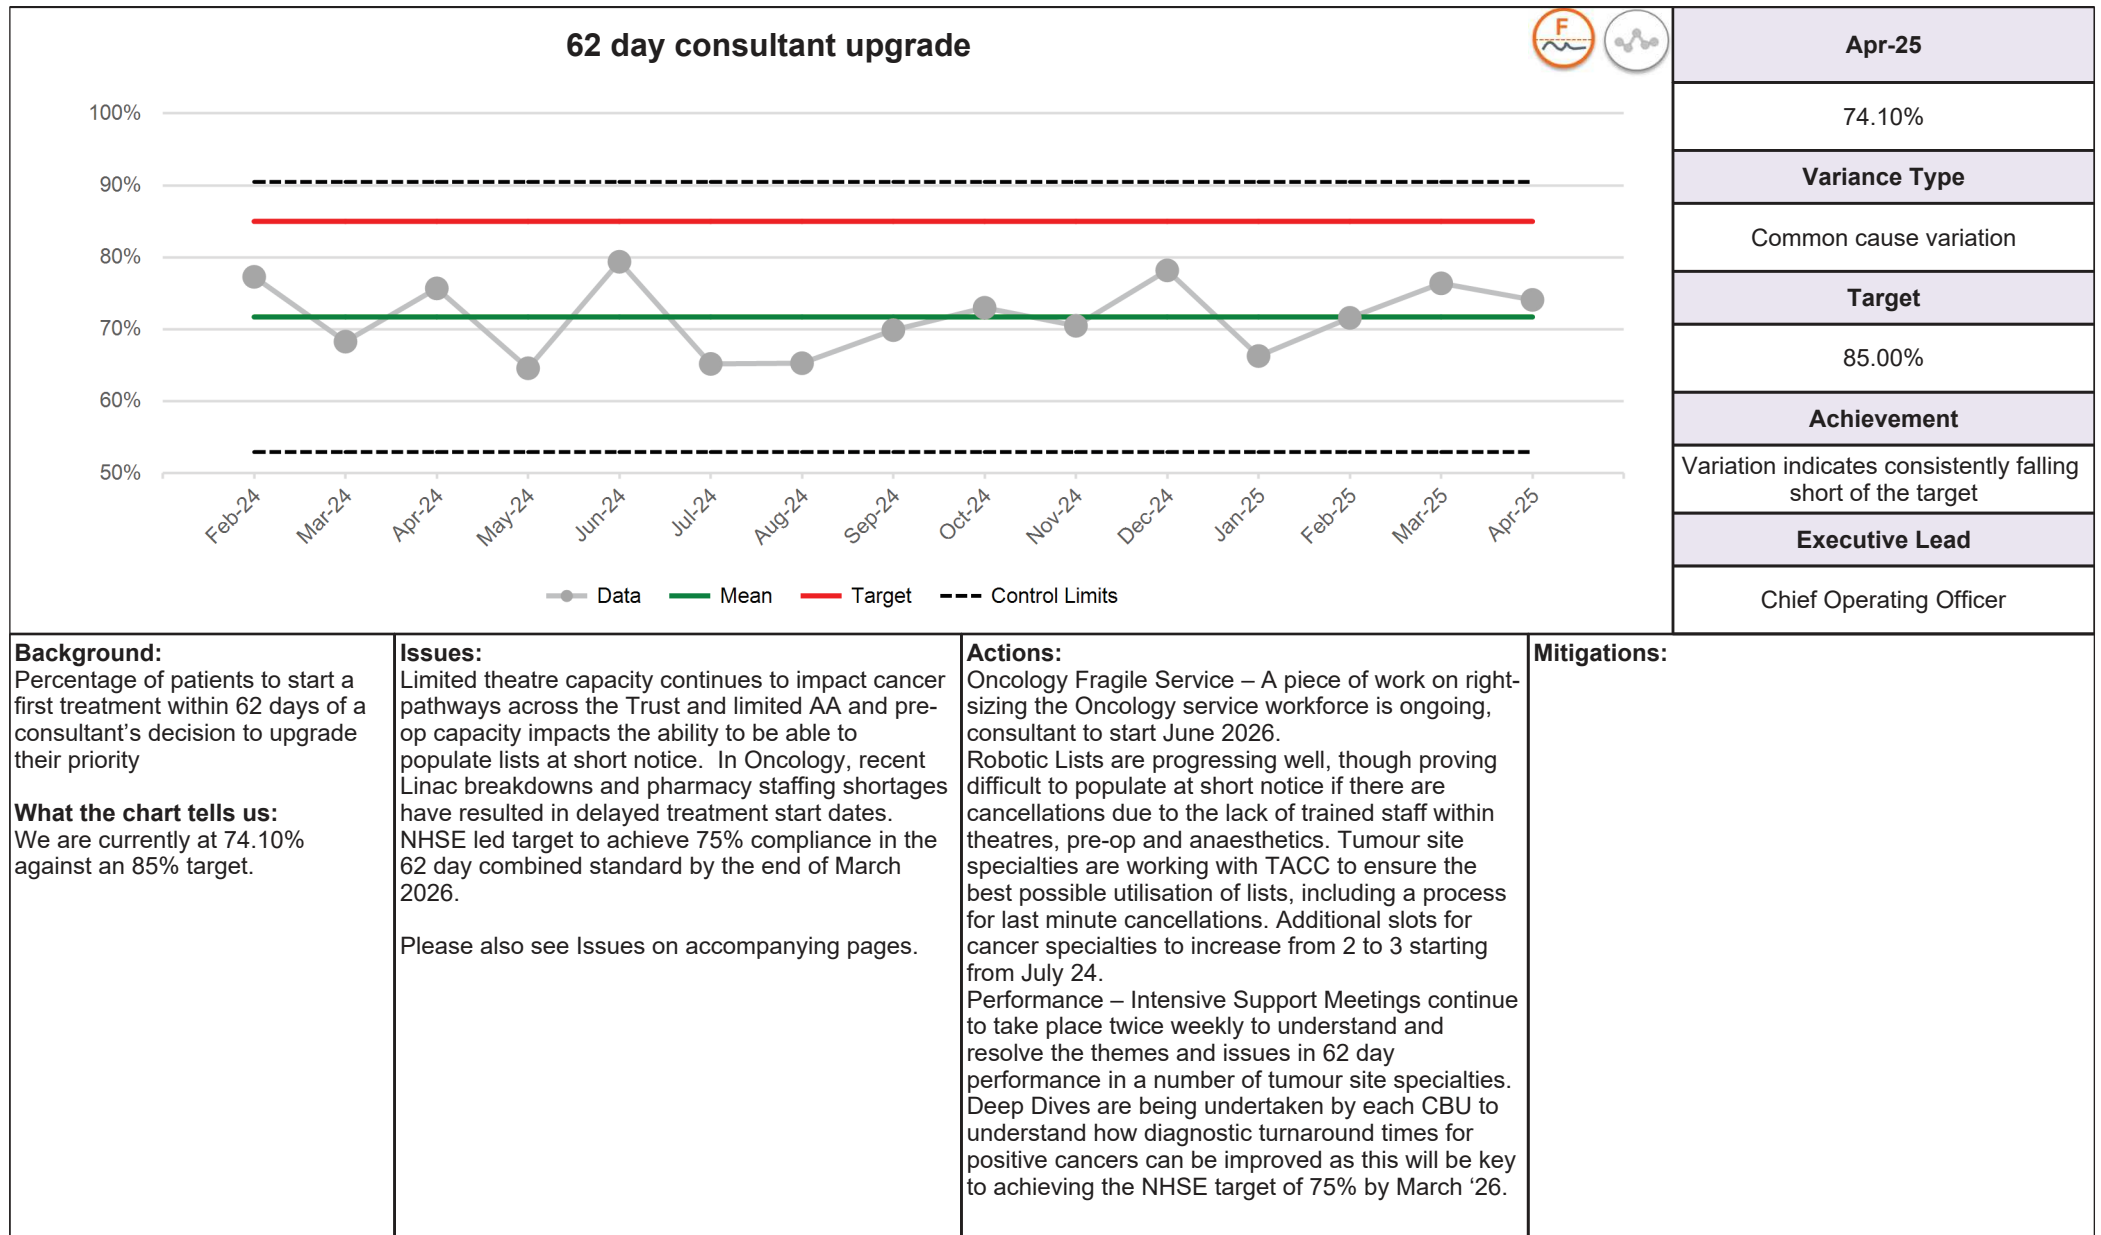 62 day consultant upgrade
F
100%
90%
80%
70%
60%
50%
Feb-24
Mar-24
Apr-24
May-24
Jun-24
Jul-24
Aug-24
Sep-24
Oct-24
Nov-24
Dec-24
Jan-25
Feb-25
Mar-25
Apr-25
Data
Mean
Target
Control Limits
Apr-25
74.10%
Variance Type
Common cause variation
Target
85.00%
Achievement
Variation indicates consistently falling
short of the target
Executive Lead
Chief Operating Officer
Background:
Percentage of patients to start a
first treatment within 62 days of a
consultant’s decision to upgrade
their priority
What the chart tells us:
We are currently at 74.10%
against an 85% target.
Issues:
Limited theatre capacity continues to impact cancer
pathways across the Trust and limited AA and pre-
op capacity impacts the ability to be able to
populate lists at short notice.  In Oncology, recent
Linac breakdowns and pharmacy staffing shortages
have resulted in delayed treatment start dates.
NHSE led target to achieve 75% compliance in the
62 day combined standard by the end of March
2026.
Please also see Issues on accompanying pages.
Actions:
Oncology Fragile Service – A piece of work on right-
sizing the Oncology service workforce is ongoing,
consultant to start June 2026.
Robotic Lists are progressing well, though proving
difficult to populate at short notice if there are
cancellations due to the lack of trained staff within
theatres, pre-op and anaesthetics. Tumour site
specialties are working with TACC to ensure the
best possible utilisation of lists, including a process
for last minute cancellations. Additional slots for
cancer specialties to increase from 2 to 3 starting
from July 24.
Performance – Intensive Support Meetings continue
to take place twice weekly to understand and
resolve the themes and issues in 62 day
performance in a number of tumour site specialties.
Deep Dives are being undertaken by each CBU to
understand how diagnostic turnaround times for
positive cancers can be improved as this will be key
to achieving the NHSE target of 75% by March ‘26.
Mitigations: